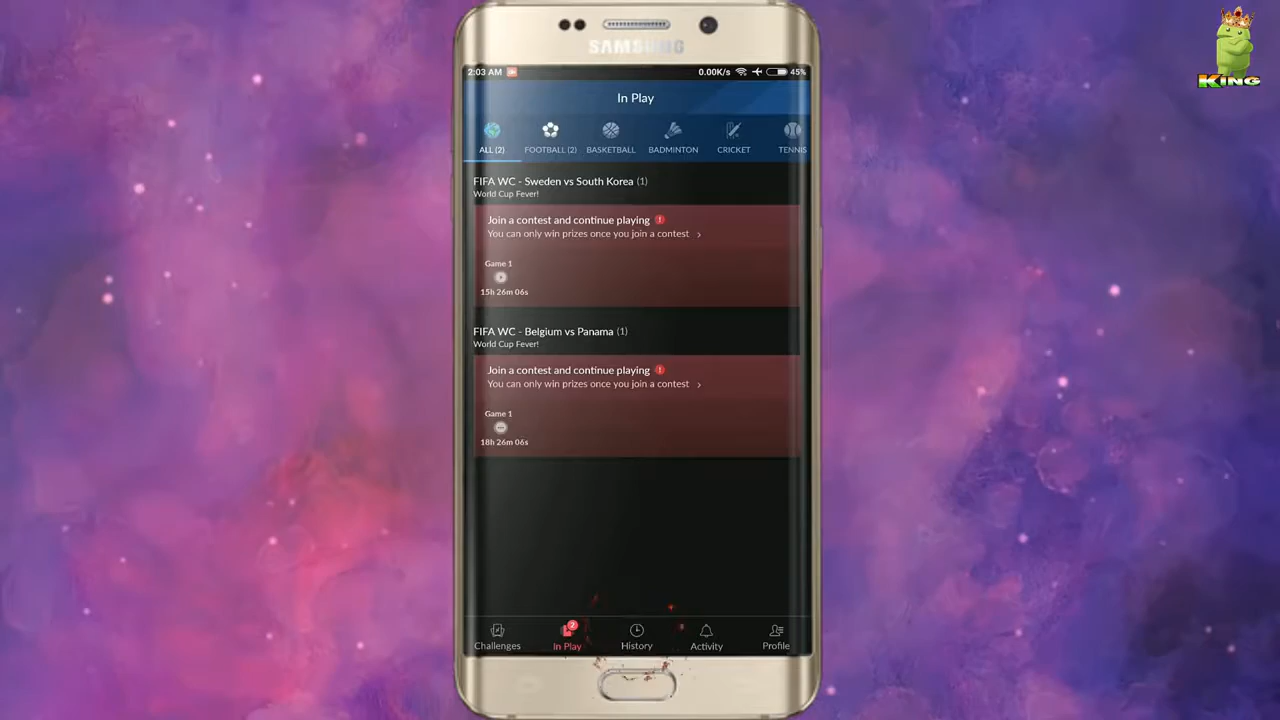 KING
SAMSUNG
2:03 AM 0.00K/s 45%
In Play
ALL (2) FOOTBALL (2) BASKETBALL BADMINTON CRICKET TENNIS
FIFA WC - Sweden vs South Korea (1)
World Cup Fever!
Join a contest and continue playing !
You can only win prizes once you join a contest >
Game 1
15h 26m 06s
FIFA WC - Belgium vs Panama (1)
World Cup Fever!
Join a contest and continue playing !
You can only win prizes once you join a contest >
Game 1
18h 26m 06s
2
Challenges In Play History Activity Profile